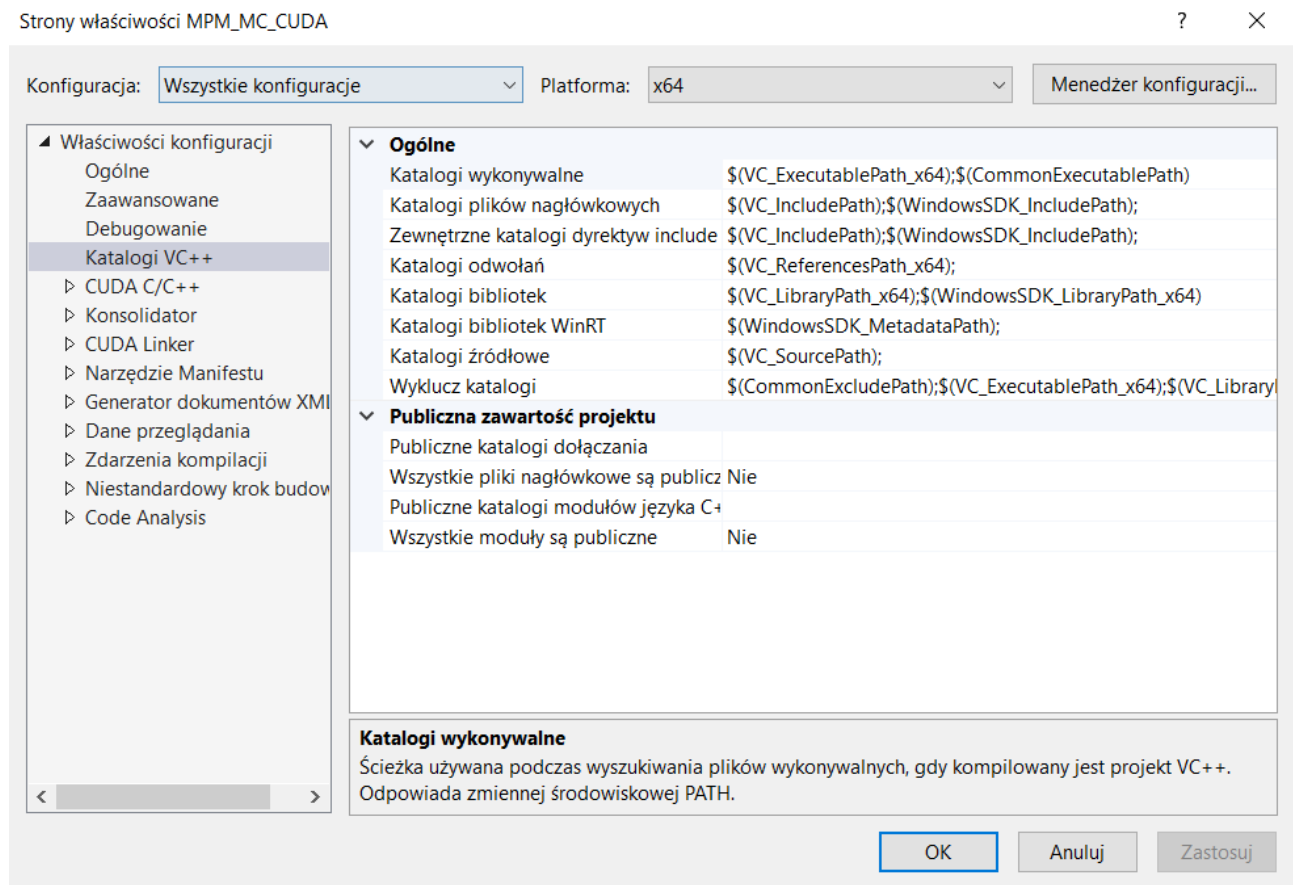 Strony właściwości MPM_MC_CUDA
?
Konfiguracja: Wszystkie konfiguracje Platforma: x64 Menedżer konfiguracji...
Właściwości konfiguracji
Ogólne
Zaawansowane
Debugowanie
Katalogi VC++
CUDA C/C++
Konsolidator
CUDA Linker
Narzędzie Manifestu
Generator dokumentów XMl
Dane przeglądania
Zdarzenia kompilacji
Niestandardowy krok budow
Code Analysis
Ogólne
Katalogi wykonywalne $(VC_ExecutablePath_x64);$(CommonExecutablePath)
Katalogi plików nagłówkowych $(VC_IncludePath);$(WindowsSDK_IncludePath);
Zewnętrzne katalogi dyrektyw include $(VC_IncludePath);$(WindowsSDK_IncludePath);
Katalogi odwołań $(VC_ReferencesPath_x64);
Katalogi bibliotek $(VC_LibraryPath_x64);$(WindowsSDK_LibraryPath_x64)
Katalogi bibliotek WinRT $(WindowsSDK_MetadataPath);
Katalogi źródłowe $(VC_SourcePath);
Wyklucz katalogi $(CommonExcludePath);$(VC_ExecutablePath_x64);$(VC_Library
Publiczna zawartość projektu
Publiczne katalogi dołączania
Wszystkie pliki nagłówkowe są publicz Nie
Publiczne katalogi modułów języka C+
Wszystkie moduły są publiczne Nie
Katalogi wykonywalne
Ścieżka używana podczas wyszukiwania plików wykonywalnych, gdy kompilowany jest projekt VC++.
Odpowiada zmiennej środowiskowej PATH.
OK Anuluj Zastosuj